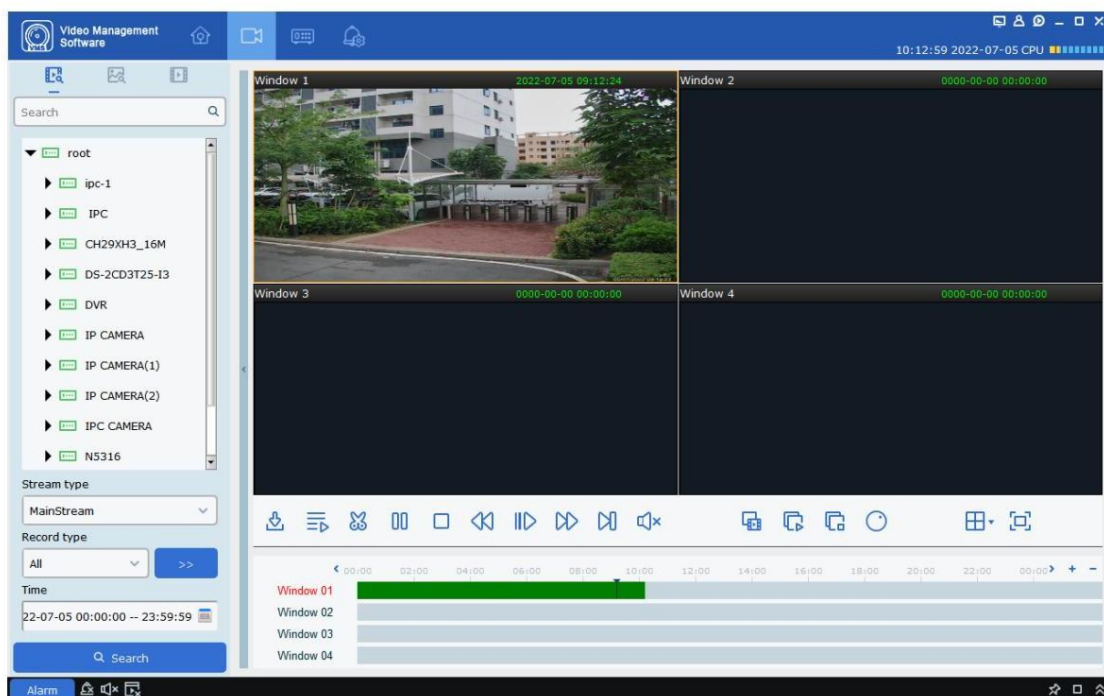 Video Management
Software
10:12:59 2022-07-05 CPU
Search
root
ipc-1
IPC
CH29XH3_16M
DS-2CD3T25-I3
DVR
IP CAMERA
IP CAMERA(1)
IP CAMERA(2)
IPC CAMERA
N5316
Stream type
MainStream
Record type
All
>>
Time
22-07-05 00:00:00 -- 23:59:59
Search
Window 1 2022-07-05 09:12:24
Window 2 0000-00-00 00:00:00
Window 3 0000-00-00 00:00:00
Window 4 0000-00-00 00:00:00
00:00 02:00 04:00 06:00 08:00 10:00 12:00 14:00 16:00 18:00 20:00 22:00 00:00
Window 01
Window 02
Window 03
Window 04
Alarm